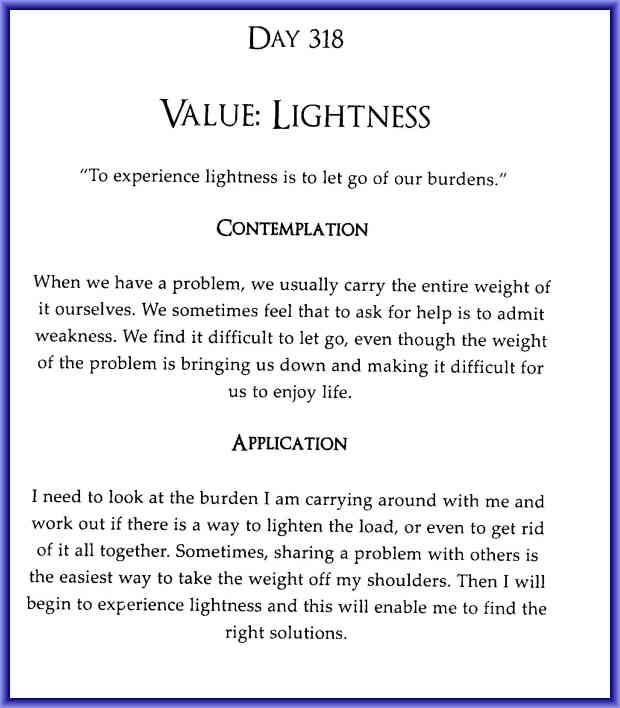 DAY 318
VALUE: LIGHTNESS
“To experience lightness is to let go of our burdens.”
CONTEMPLATION
When we have a problem, we usually carry the entire weight of
it ourselves. We sometimes feel that to ask for help is to admit
weakness. We find it difficult to let go, even though the weight
of the problem is bringing us down and making it difficult for
us to enjoy life.
APPLICATION
I need to look at the burden I am carrying around with me and
work out if there is a way to lighten the load, or even to get rid
of it all together. Sometimes, sharing a problem with others is
the easiest way to take the weight off my shoulders. Then I will
begin to experience lightness and this will enable me to find the
right solutions.